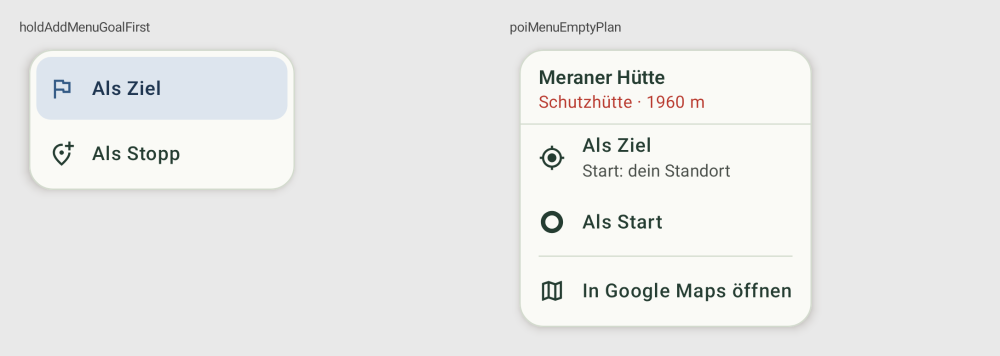 holdAddMenuGoalFirst
Als Ziel
Als Stopp
poiMenuEmptyPlan
Meraner Hütte
Schutzhütte · 1960 m
Als Ziel
Start: dein Standort
Als Start
In Google Maps öffnen